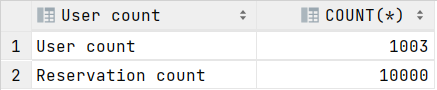 User count COUNT(*)
1 User count 1003
2 Reservation count 10000